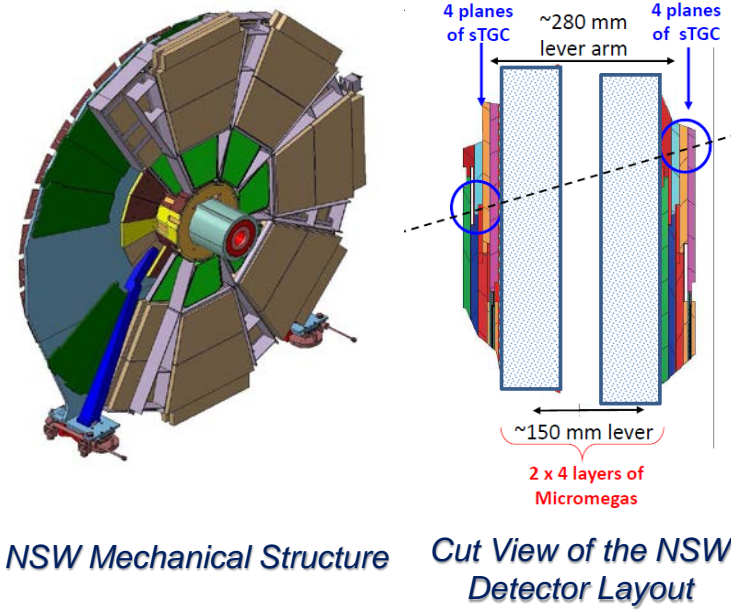 4 planes
of sTGC
~280 mm
lever arm
4 planes
of sTGC
~150 mm lever
2 x 4 layers of
Micromegas
NSW Mechanical Structure
Cut View of the NSW
Detector Layout